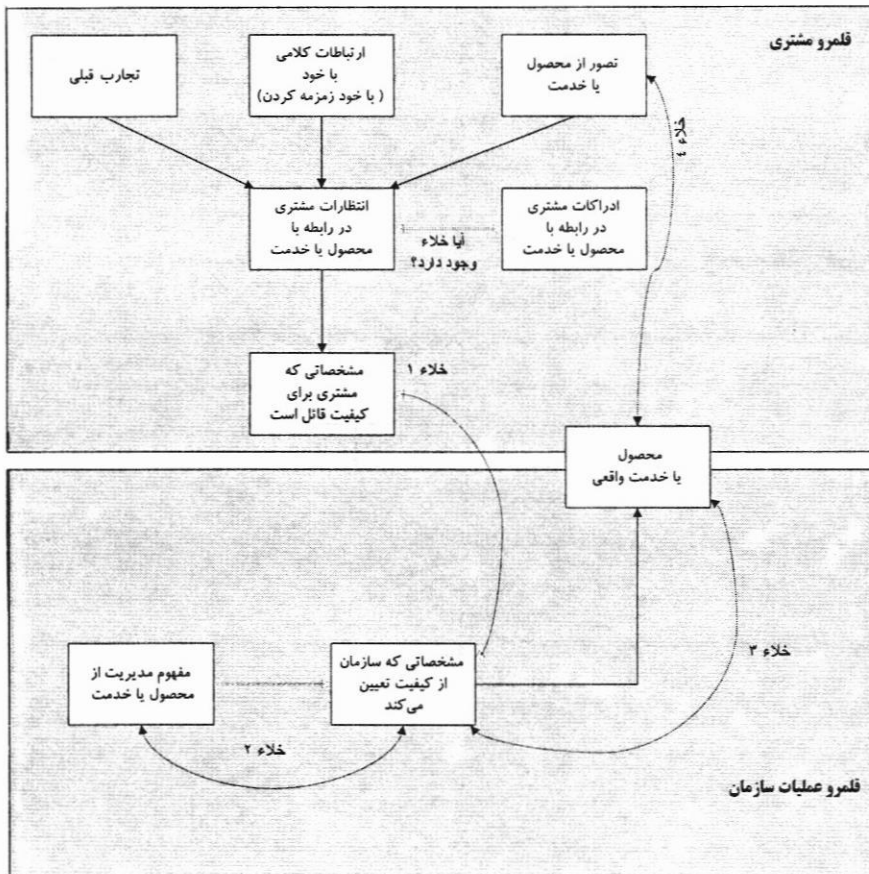 قلمرو مشتری
تصور از محصول
یا خدمت
ارتباطات کلامی
با خود
( با خود زمزمه کردن)
تجارب قبلی
خلاء ٤
ادراکات مشتری
در رابطه با
محصول یا خدمت
آیا خلاء
وجود دارد؟
انتظارات مشتری
در رابطه با
محصول یا خدمت
خلاء ۱
مشخصاتی که
مشتری برای
کیفیت قائل است
محصول
یا خدمت واقعی
خلاء ۳
مشخصاتی که سازمان
از کیفیت تعیین
می‌کند
مفهوم مدیریت از
محصول یا خدمت
خلاء ۲
قلمرو عملیات سازمان